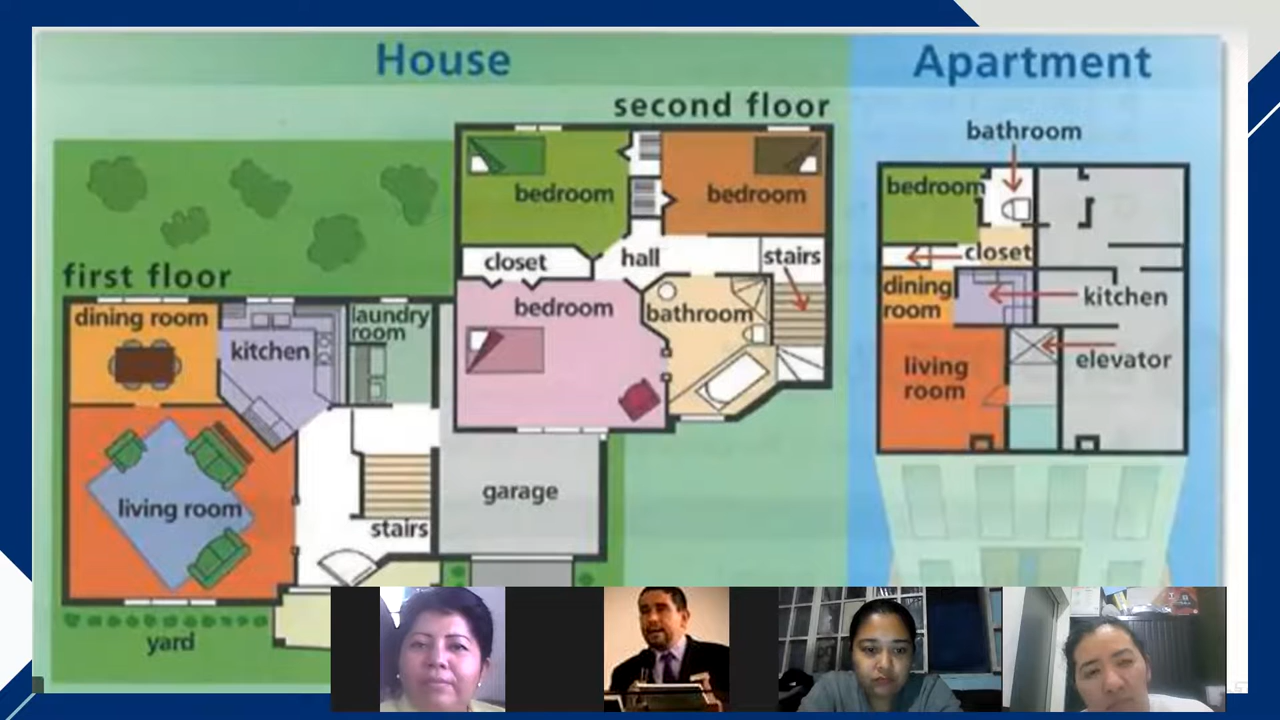 House
second floor
bedroom
bedroom
closet
hall
stairs
bedroom
bathroom
first floor
dining room
kitchen
laundry
room
living room
stairs
garage
yard
Apartment
bathroom
bedroom
closet
dining
room
kitchen
living
room
elevator